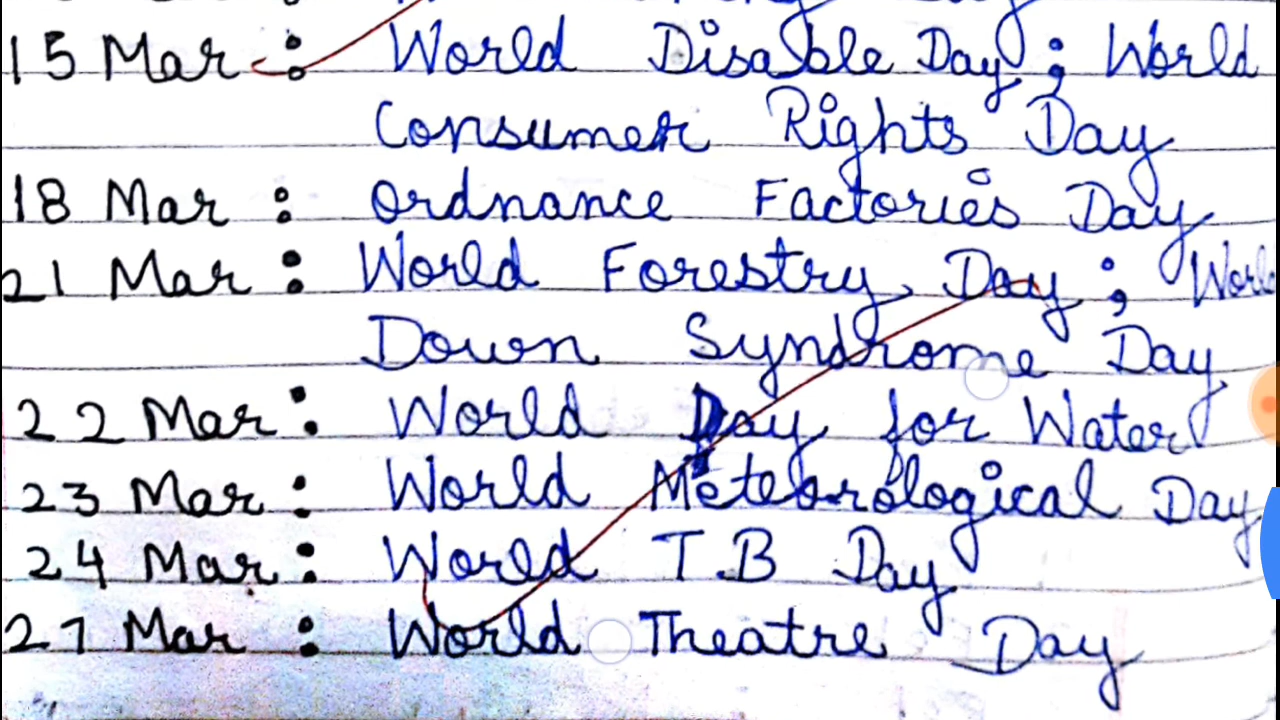 15 Mar : World Disable Day ; World
Consumer Rights Day
18 Mar : Ordnance Factories Day
21 Mar : World Forestry Day ; World
Down Syndrome Day
22 Mar : World Day for Water
23 Mar : World Meteorological Day
24 Mar : World T.B Day
27 Mar : World Theatre Day